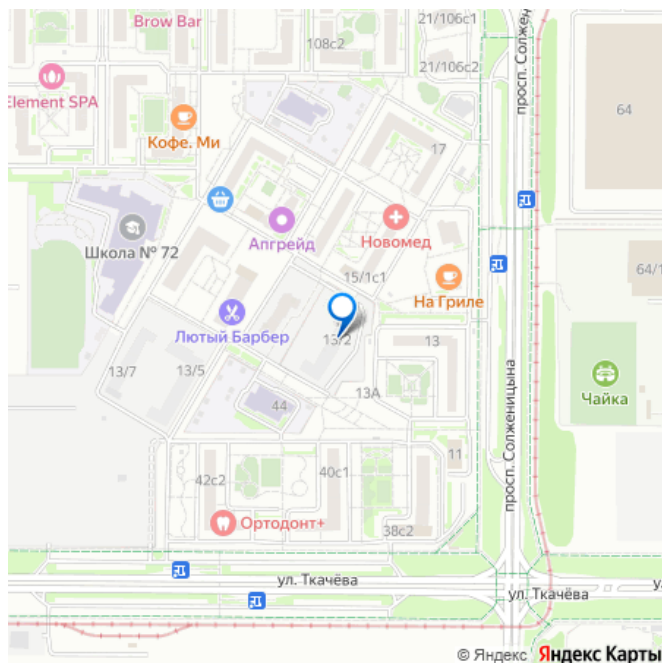 Brow Bar
21/106с1
108с2
21/106с2
просп. Солжен
64
Element SPA
Кофе. Ми
17
Школа № 72
Апгрейд
Новомед
64/1
15/1с1
На Гриле
Лютый Барбер
13/2
13
13/7
13/5
13А
Чайка
44
просп. Солженицына
11
42с2
40с1
Ортодонт+
38с2
ул. Ткачёва
ул. Ткачёва
у
© Яндекс Яндекс Карты